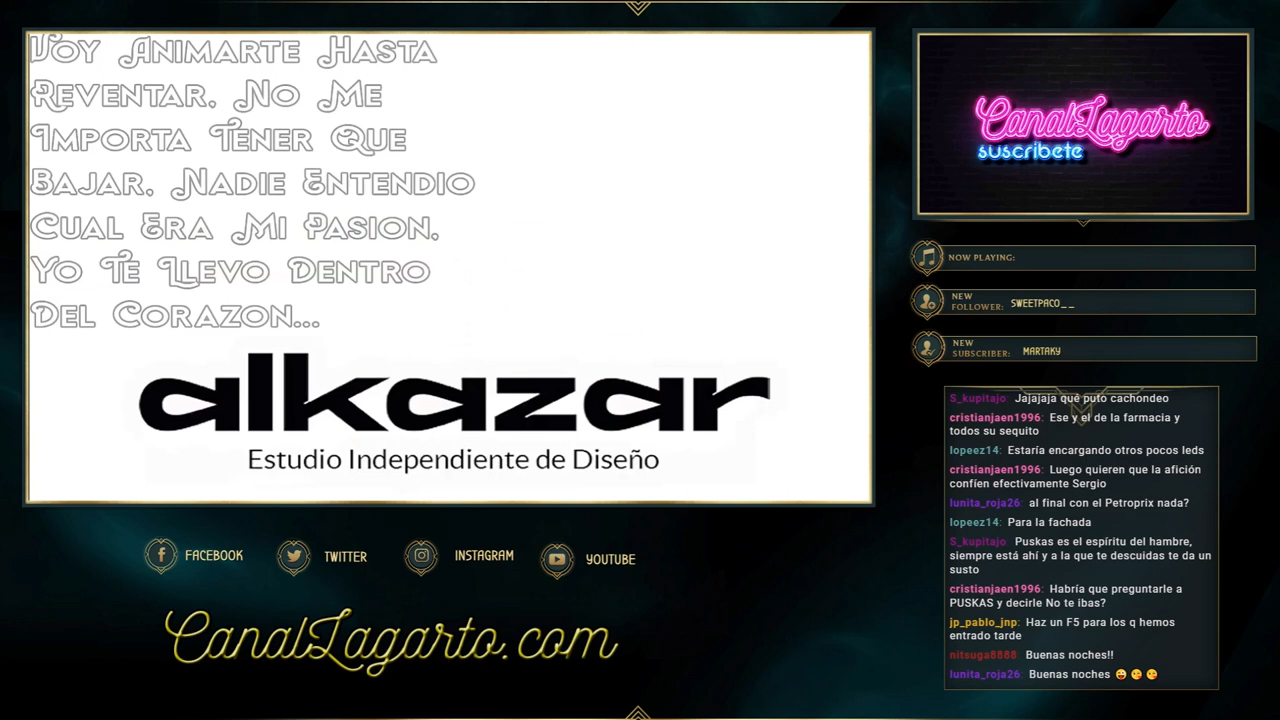 Voy Animarte Hasta
Reventar. No Me
Importa Tener Que
Bajar. Nadie Entendio
Cual Era Mi Pasion.
Yo Te Llevo Dentro
Del Corazon...
alkazar
Estudio Independiente de Diseño
FACEBOOK
TWITTER
INSTAGRAM
YOUTUBE
CanalLagarto.com
CanalLagarto
suscribete
NOW PLAYING:
NEW
FOLLOWER: SWEETPACO__
NEW
SUBSCRIBER: MARTAKY
S_kupitajo: Jajajaja qué puto cachondeo
cristianjaen1996: Ese y el de la farmacia y
todos su sequito
lopeez14: Estaría encargando otros pocos leds
cristianjaen1996: Luego quieren que la afición
confíen efectivamente Sergio
lunita_roja26: al final con el Petroprix nada?
lopeez14: Para la fachada
S_kupitajo: Puskas es el espíritu del hambre,
siempre está ahí y a la que te descuidas te da un
susto
cristianjaen1996: Habría que preguntarle a
PUSKAS y decirle No te ibas?
jp_pablo_jnp: Haz un F5 para los q hemos
entrado tarde
nitsuga8888: Buenas noches!!
lunita_roja26: Buenas noches 😛 😘 😘